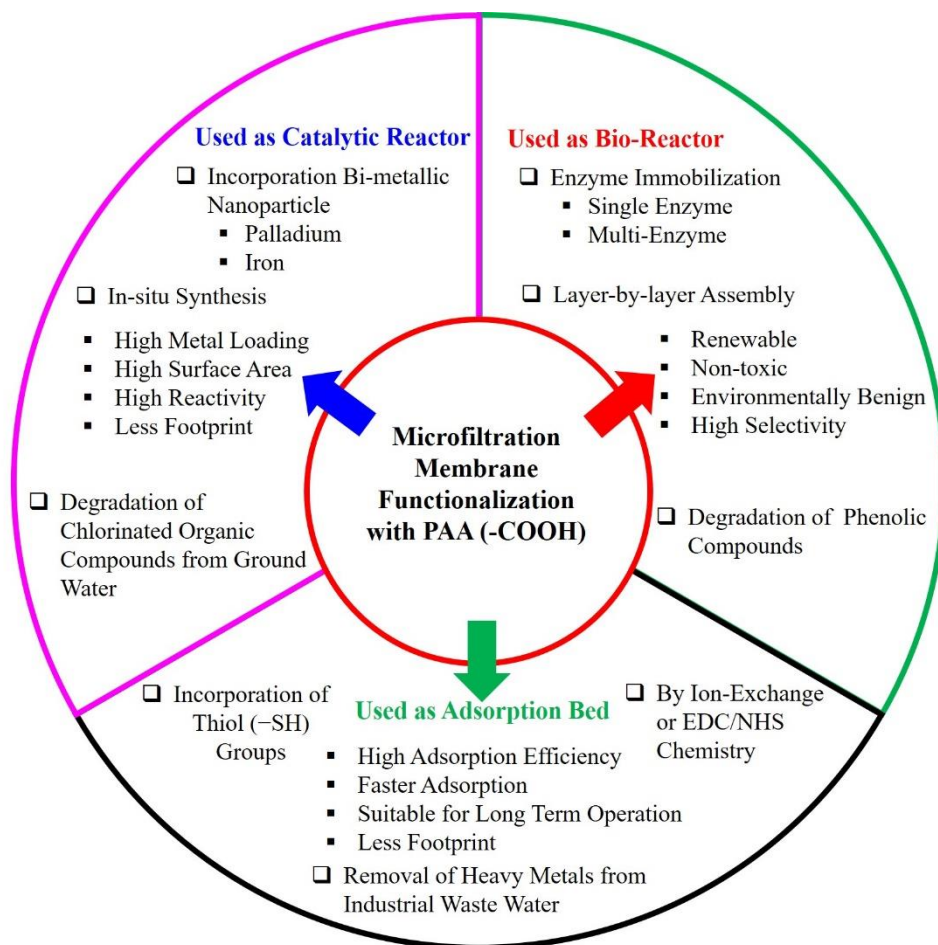 Used as Catalytic Reactor
❑ Incorporation Bi-metallic
Nanoparticle
▪ Palladium
▪ Iron
❑ In-situ Synthesis
▪ High Metal Loading
▪ High Surface Area
▪ High Reactivity
▪ Less Footprint
❑ Degradation of
Chlorinated Organic
Compounds from Ground
Water
Used as Bio-Reactor
❑ Enzyme Immobilization
▪ Single Enzyme
▪ Multi-Enzyme
❑ Layer-by-layer Assembly
▪ Renewable
▪ Non-toxic
▪ Environmentally Benign
▪ High Selectivity
❑ Degradation of Phenolic
Compounds
Microfiltration
Membrane
Functionalization
with PAA (-COOH)
❑ Incorporation of
Thiol (−SH)
Groups
Used as Adsorption Bed
▪ High Adsorption Efficiency
▪ Faster Adsorption
▪ Suitable for Long Term Operation
▪ Less Footprint
❑ Removal of Heavy Metals from
Industrial Waste Water
❑ By Ion-Exchange
or EDC/NHS
Chemistry